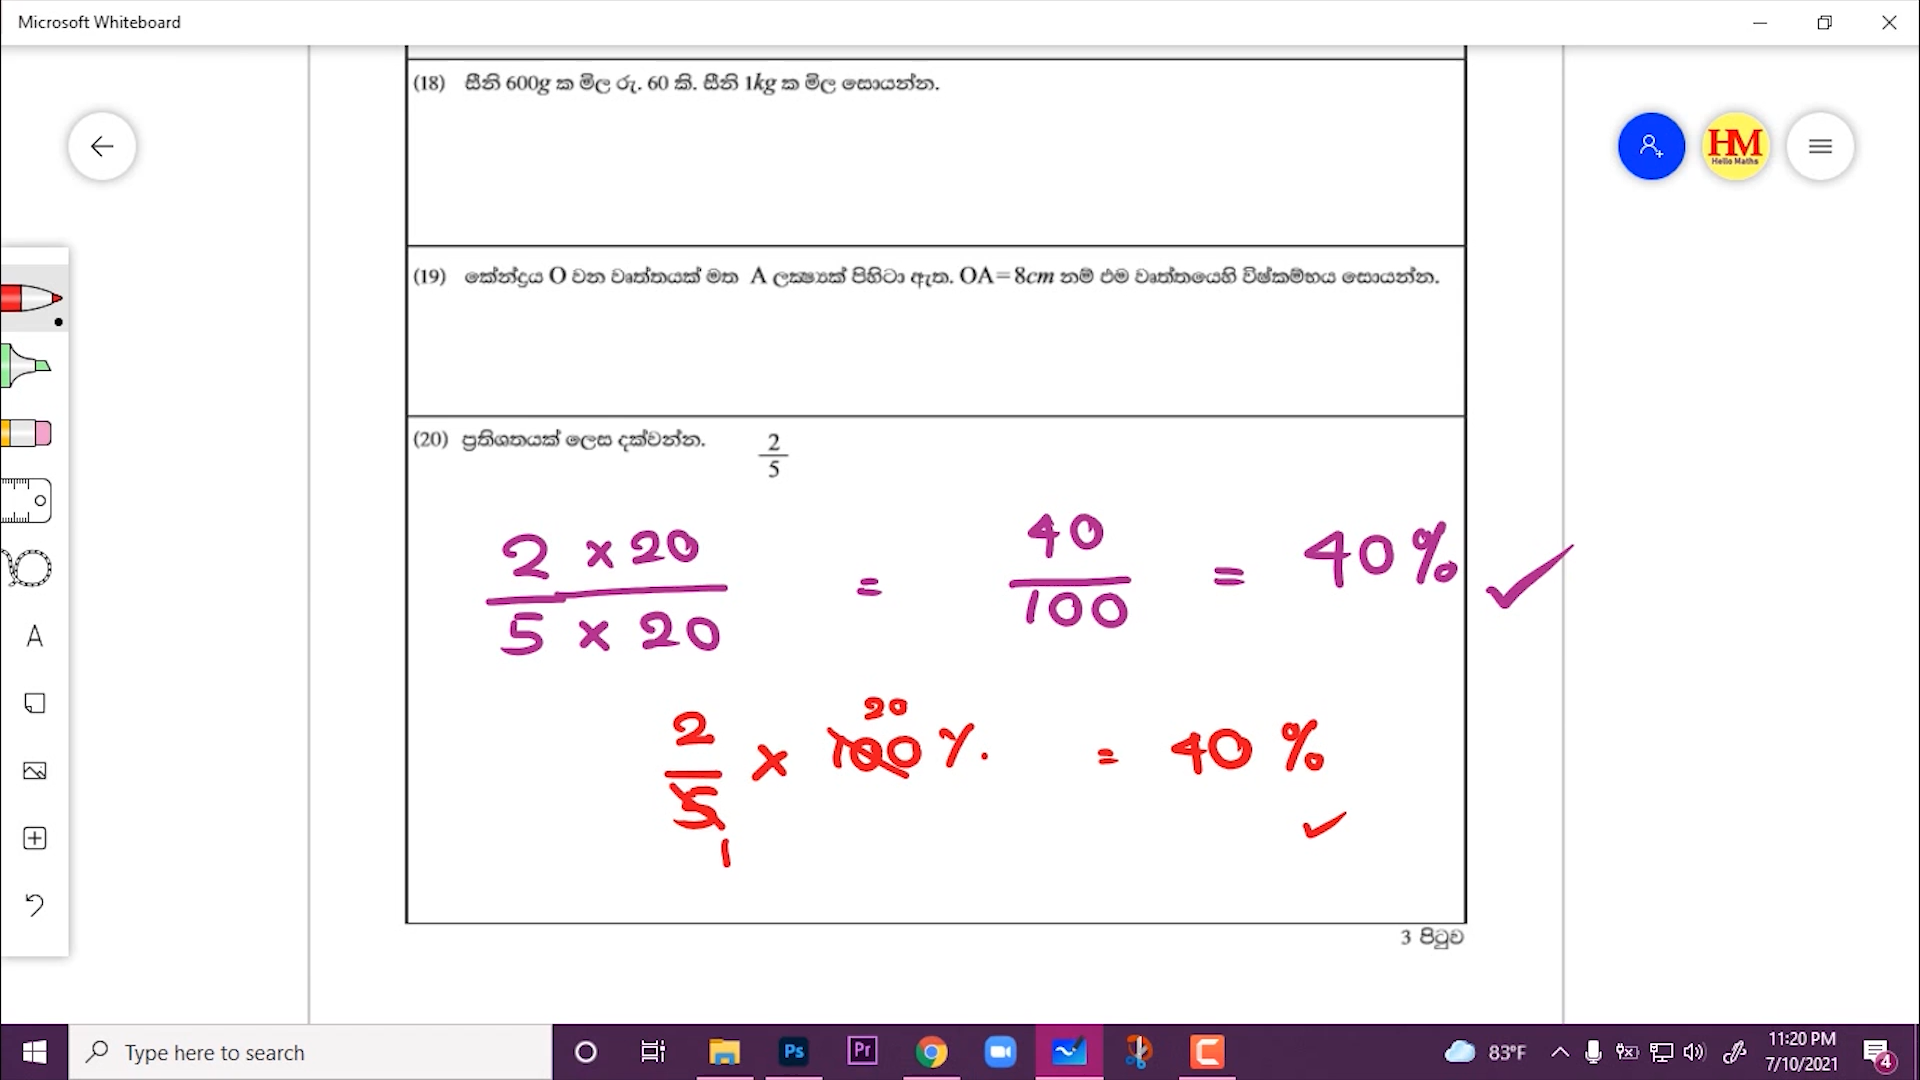 Microsoft Whiteboard
(18) සීනි 600g ක මිල රු. 60 කි. සීනි 1kg ක මිල සොයන්න.
HM
Hello Maths
(19) කේන්ද්‍රය O වන වෘත්තයක් මත A ලක්‍ෂ්‍යක් පිහිටා ඇත. OA=8cm නම් එම වෘත්තයෙහි විෂ්කම්භය සොයන්න.
(20) ප්‍රතිශතයක් ලෙස දක්වන්න. 2/5
2 × 20 / 5 × 20 = 40/100 = 40% ✓
20
2/5 × 100 %. = 40 %
1 ✓
A
3 පිටුව
Type here to search
Ps
Pr
83°F
11:20 PM
7/10/2021
4